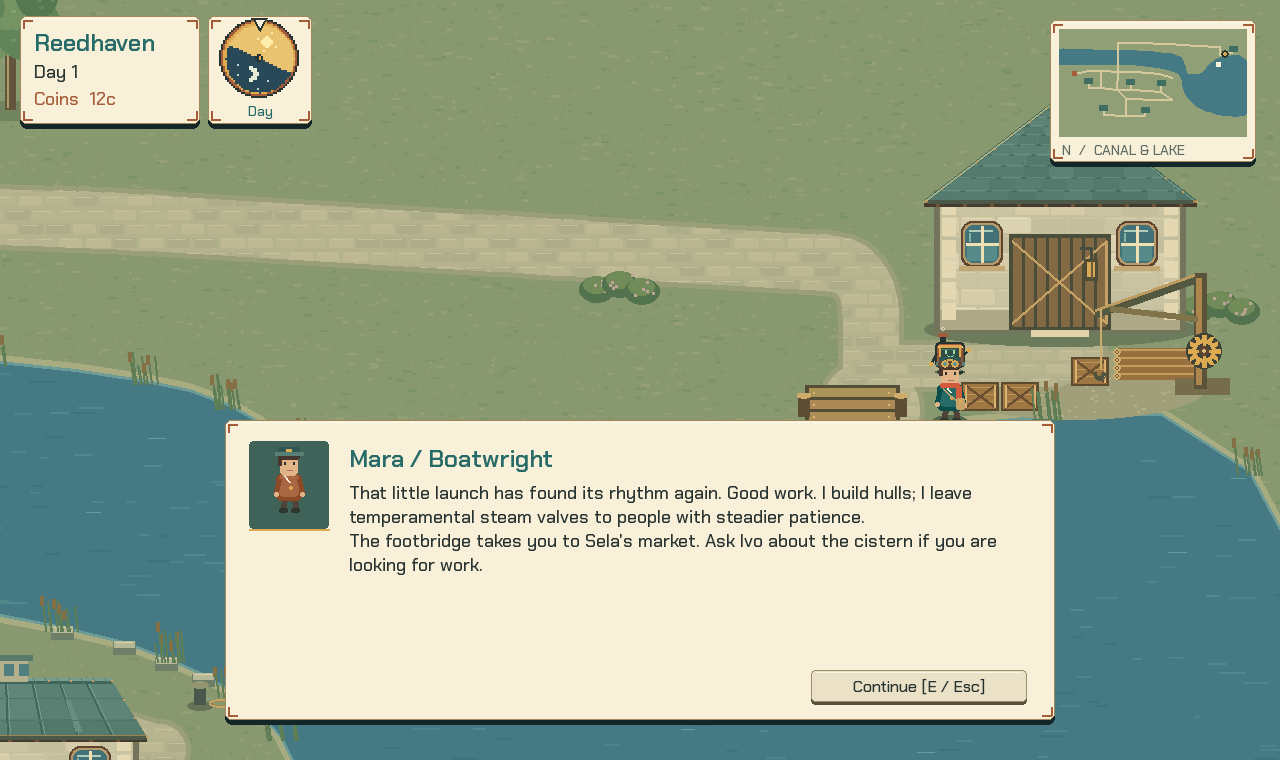 Reedhaven
Day 1
Coins 12c
Day
N / CANAL & LAKE
Mara / Boatwright
That little launch has found its rhythm again. Good work. I build hulls; I leave
temperamental steam valves to people with steadier patience.
The footbridge takes you to Sela's market. Ask Ivo about the cistern if you are
looking for work.
Continue [E / Esc]